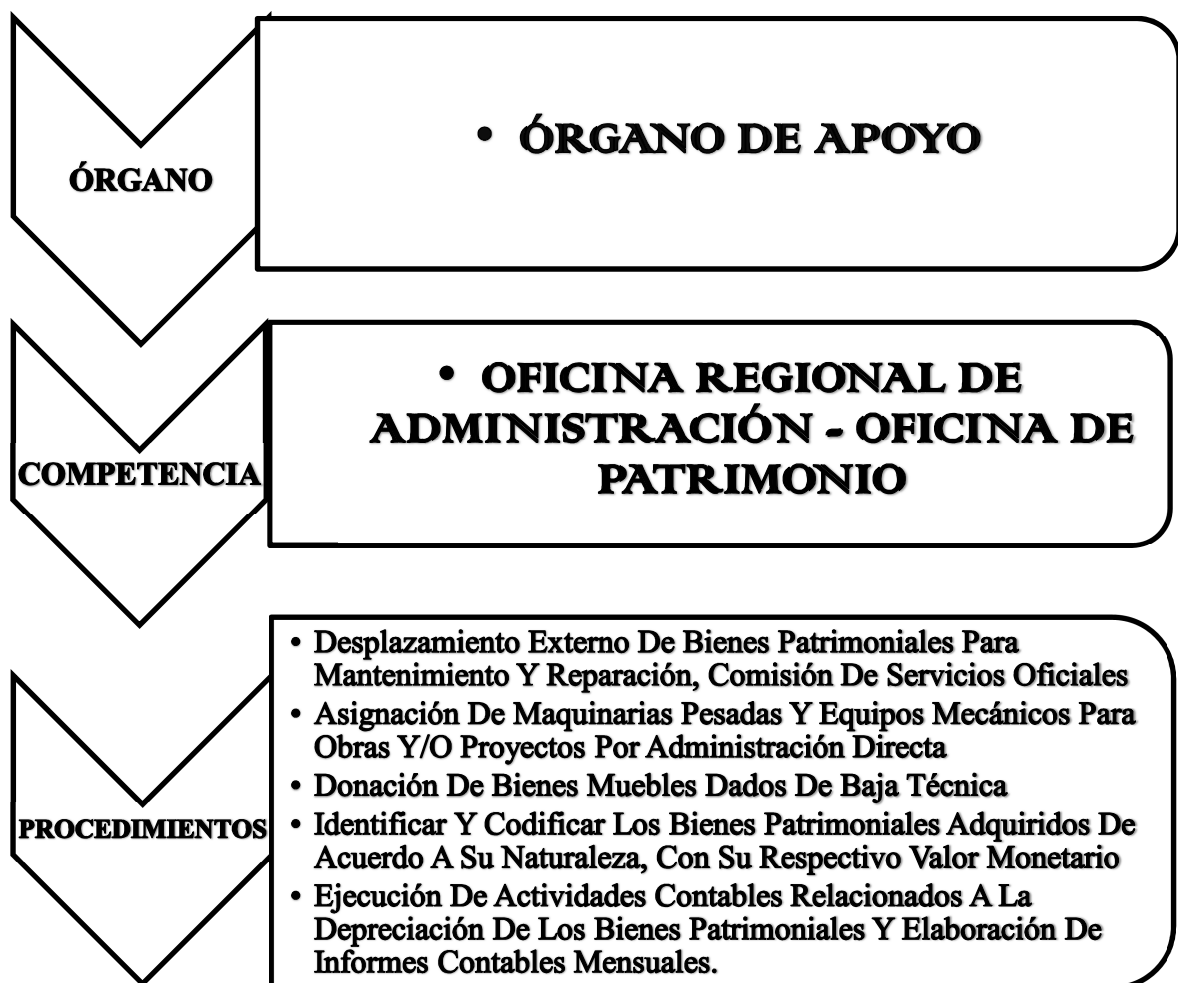 ÓRGANO
• ÓRGANO DE APOYO
COMPETENCIA
• OFICINA REGIONAL DE
ADMINISTRACIÓN - OFICINA DE
PATRIMONIO
PROCEDIMIENTOS
• Desplazamiento Externo De Bienes Patrimoniales Para
Mantenimiento Y Reparación, Comisión De Servicios Oficiales
• Asignación De Maquinarias Pesadas Y Equipos Mecánicos Para
Obras Y/O Proyectos Por Administración Directa
• Donación De Bienes Muebles Dados De Baja Técnica
• Identificar Y Codificar Los Bienes Patrimoniales Adquiridos De
Acuerdo A Su Naturaleza, Con Su Respectivo Valor Monetario
• Ejecución De Actividades Contables Relacionados A La
Depreciación De Los Bienes Patrimoniales Y Elaboración De
Informes Contables Mensuales.